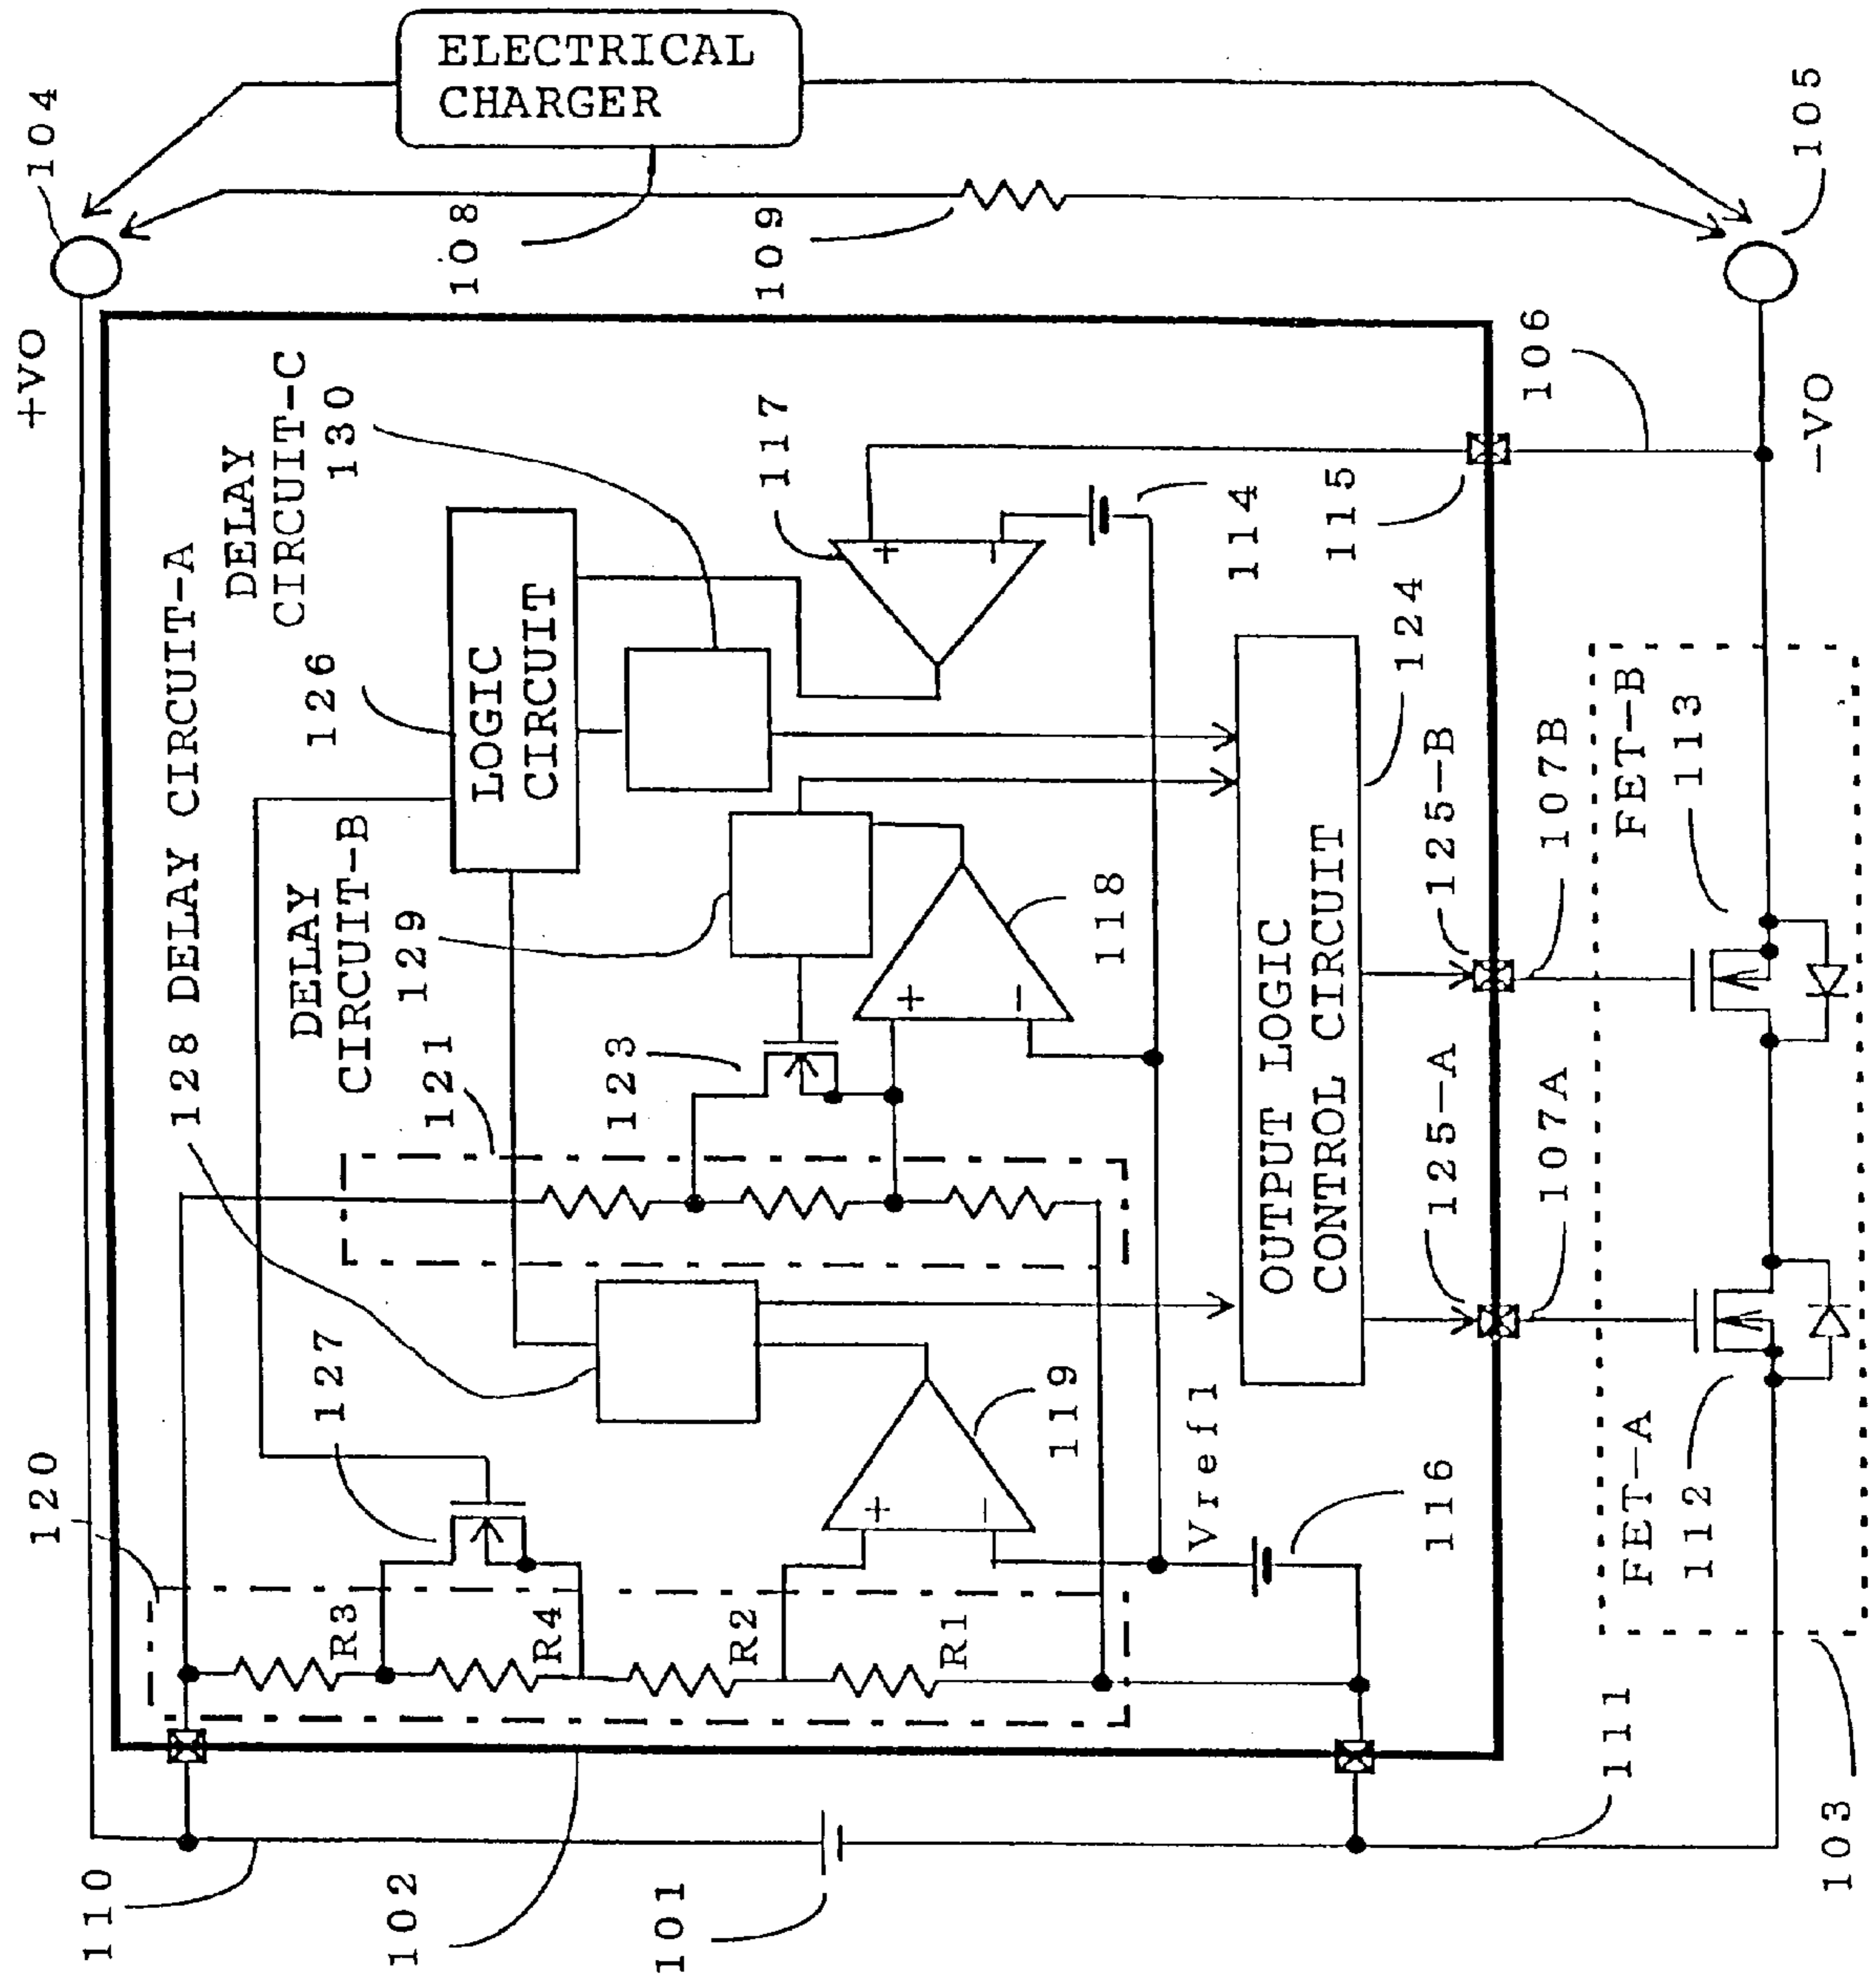 ELECTRICAL
CHARGER
104
105
108
109
+VO
-VO
106
DELAY
CIRCUIT-C
130
117
114
115
128 DELAY CIRCUIT-A
126
LOGIC
CIRCUIT
124
DELAY
CIRCUIT-B
129
121
123
118
125-B
107B
FET-B
113
OUTPUT LOGIC
CONTROL CIRCUIT
125-A
107A
127
119
120
Vref1
116
FET-A
112
R3
R4
R2
R1
+
-
+
-
+
-
110
102
101
111
103